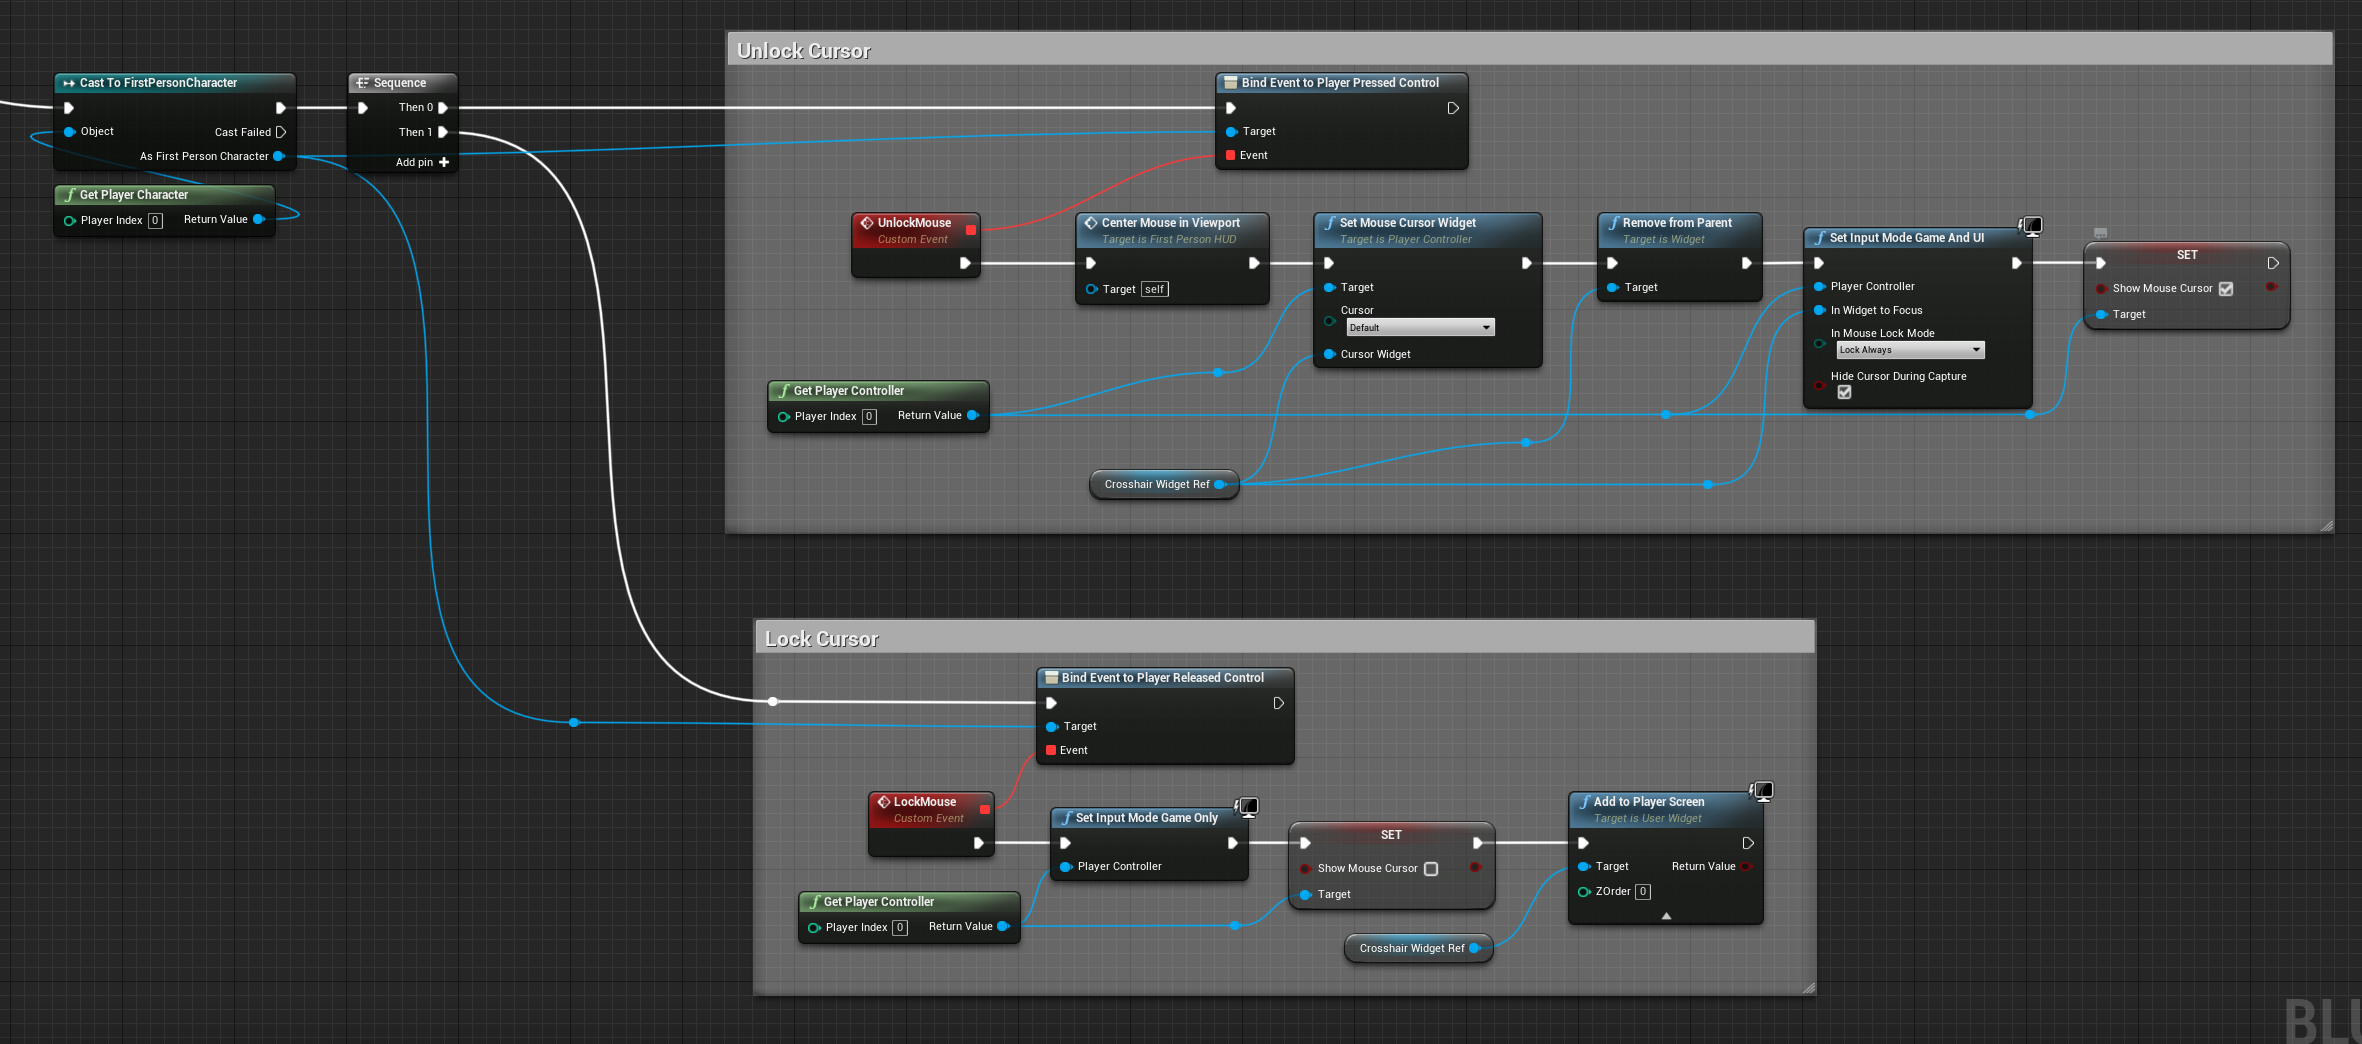 Unlock Cursor
Cast To FirstPersonCharacter
Object
Cast Failed
As First Person Character
Sequence
Then 0
Then 1
Add pin
Get Player Character
Player Index 0
Return Value
Bind Event to Player Pressed Control
Target
Event
UnlockMouse
Custom Event
Center Mouse in Viewport
Target is First Person HUD
Target self
Set Mouse Cursor Widget
Target is Player Controller
Target
Cursor
Default
Cursor Widget
Remove from Parent
Target is Widget
Target
Set Input Mode Game And UI
Player Controller
In Widget to Focus
In Mouse Lock Mode
Lock Always
Hide Cursor During Capture
SET
Show Mouse Cursor
Target
Get Player Controller
Player Index 0
Return Value
Crosshair Widget Ref
Lock Cursor
Bind Event to Player Released Control
Target
Event
LockMouse
Custom Event
Set Input Mode Game Only
Player Controller
SET
Show Mouse Cursor
Target
Add to Player Screen
Target is User Widget
Target
Return Value
ZOrder 0
Get Player Controller
Player Index 0
Return Value
Crosshair Widget Ref